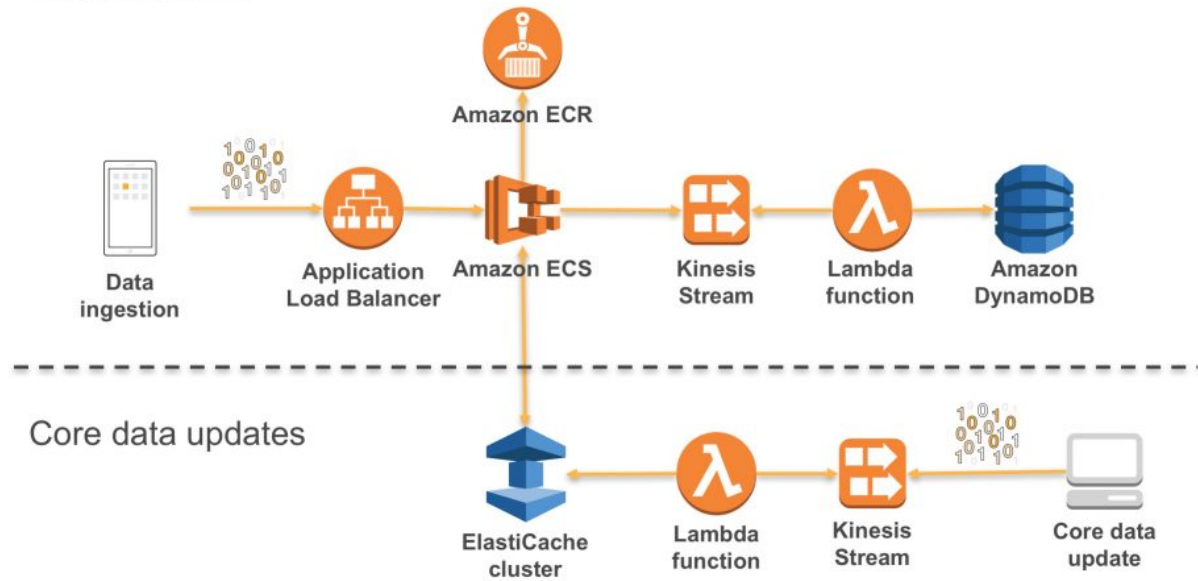 Amazon ECR
Data
ingestion
Application
Load Balancer
Amazon ECS
Kinesis
Stream
Lambda
function
Amazon
DynamoDB
Core data updates
ElastiCache
cluster
Lambda
function
Kinesis
Stream
Core data
update